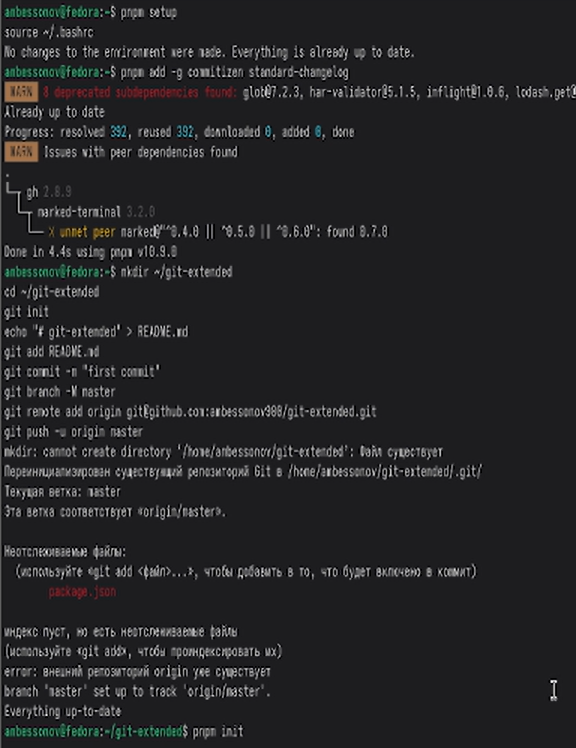 ambessonov@fedora:~$ pnpm setup
source ~/.bashrc
No changes to the environment were made. Everything is already up to date.
ambessonov@fedora:~$ pnpm add -g commitizen standard-changelog
WARN 8 deprecated subdependencies found: glob@7.2.3, har-validator@5.1.5, inflight@1.0.6, lodash.get@
Already up to date
Progress: resolved 392, reused 392, downloaded 0, added 0, done
WARN Issues with peer dependencies found
.
└─┬ gh 2.8.9
└─┬ marked-terminal 3.2.0
└── ✕ unmet peer marked@"^0.4.0 || ^0.5.0 || ^0.6.0": found 0.7.0
Done in 4.4s using pnpm v10.9.0
ambessonov@fedora:~$ mkdir ~/git-extended
cd ~/git-extended
git init
echo "# git-extended" > README.md
git add README.md
git commit -m "first commit"
git branch -M master
git remote add origin git@github.com:ambessonov908/git-extended.git
git push -u origin master
mkdir: cannot create directory '/home/ambessonov/git-extended': Файл существует
Переинициализирован существующий репозиторий Git в /home/ambessonov/git-extended/.git/
Текущая ветка: master
Эта ветка соответствует «origin/master».
Неотслеживаемые файлы:
(используйте «git add <файл>...», чтобы добавить в то, что будет включено в коммит)
package.json
индекс пуст, но есть неотслеживаемые файлы
(используйте «git add», чтобы проиндексировать их)
error: внешний репозиторий origin уже существует
branch 'master' set up to track 'origin/master'.
Everything up-to-date
ambessonov@fedora:~/git-extended$ pnpm init